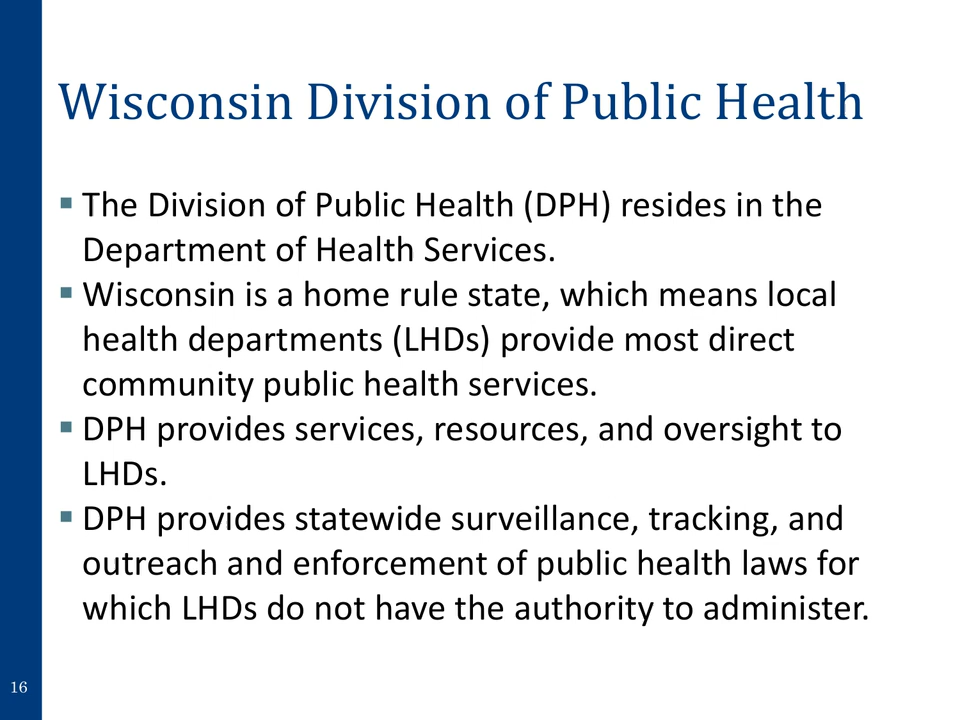 Wisconsin Division of Public Health
▪ The Division of Public Health (DPH) resides in the
Department of Health Services.
▪ Wisconsin is a home rule state, which means local
health departments (LHDs) provide most direct
community public health services.
▪ DPH provides services, resources, and oversight to
LHDs.
▪ DPH provides statewide surveillance, tracking, and
outreach and enforcement of public health laws for
which LHDs do not have the authority to administer.
16